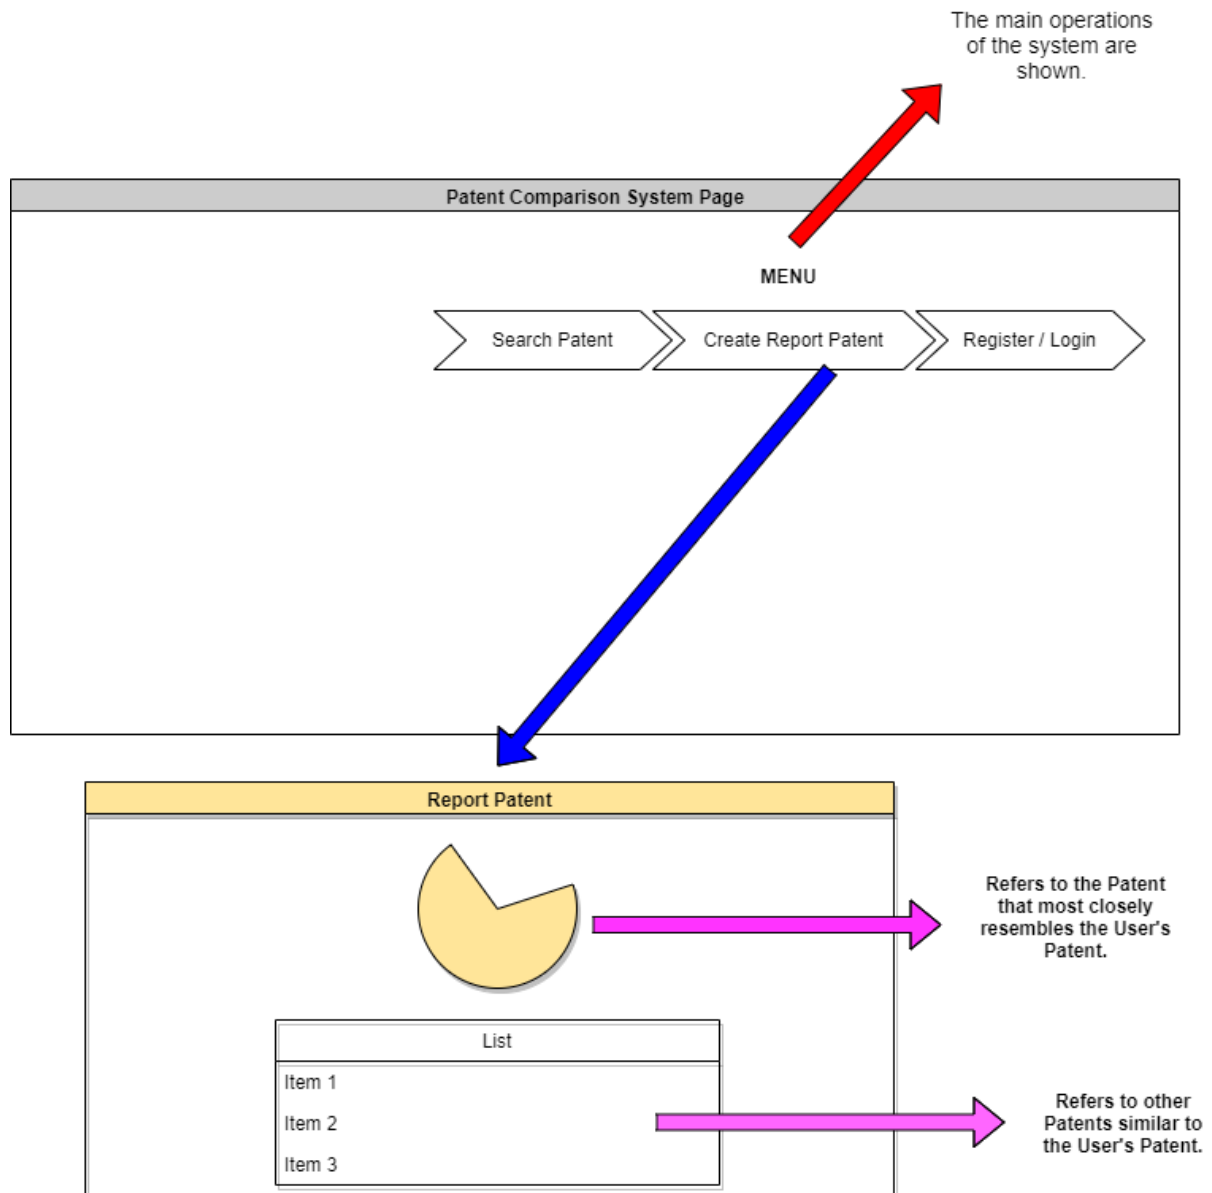 The main operations
of the system are
shown.
Patent Comparison System Page
MENU
Search Patent
Create Report Patent
Register / Login
Report Patent
Refers to the Patent
that most closely
resembles the User's
Patent.
List
Item 1
Item 2
Item 3
Refers to other
Patents similar to
the User's Patent.